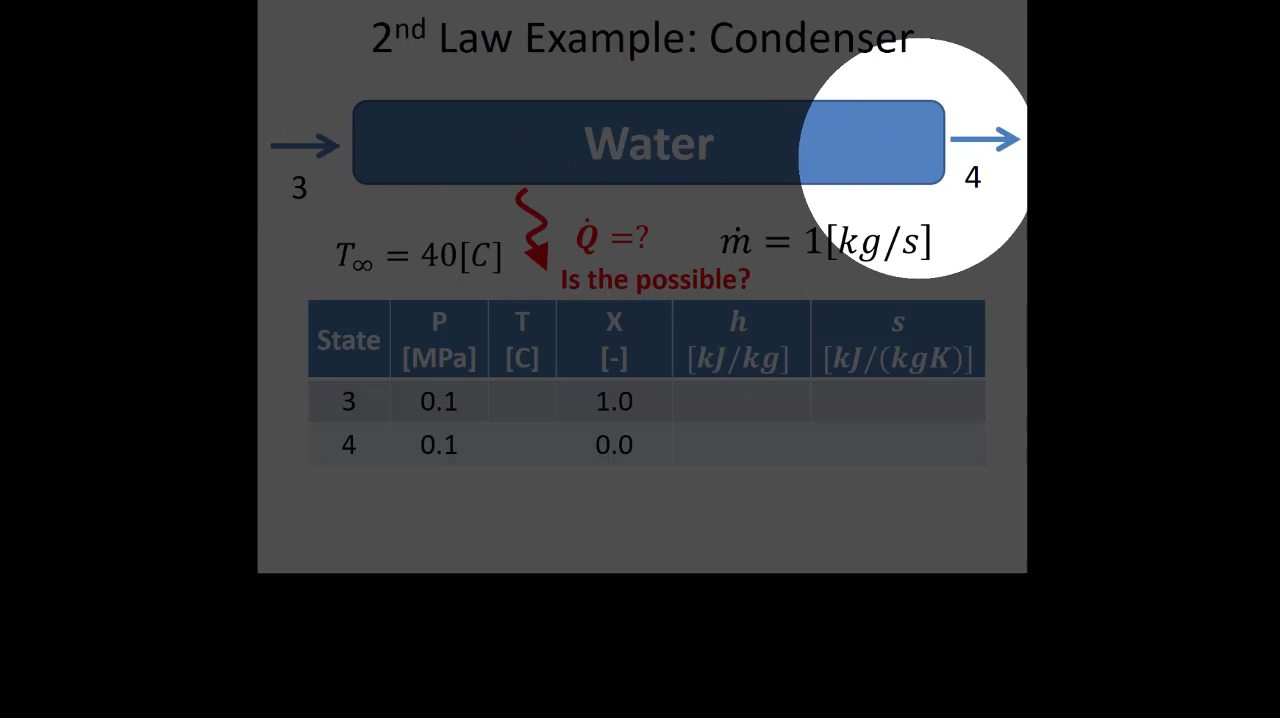 2nd Law Example: Condenser
Water
3
4
T∞ = 40[C]
Q̇ =?
ṁ = 1[kg/s]
Is the possible?
State P [MPa] T [C] X [-] h [kJ/kg] s [kJ/(kgK)]
3 0.1 1.0
4 0.1 0.0